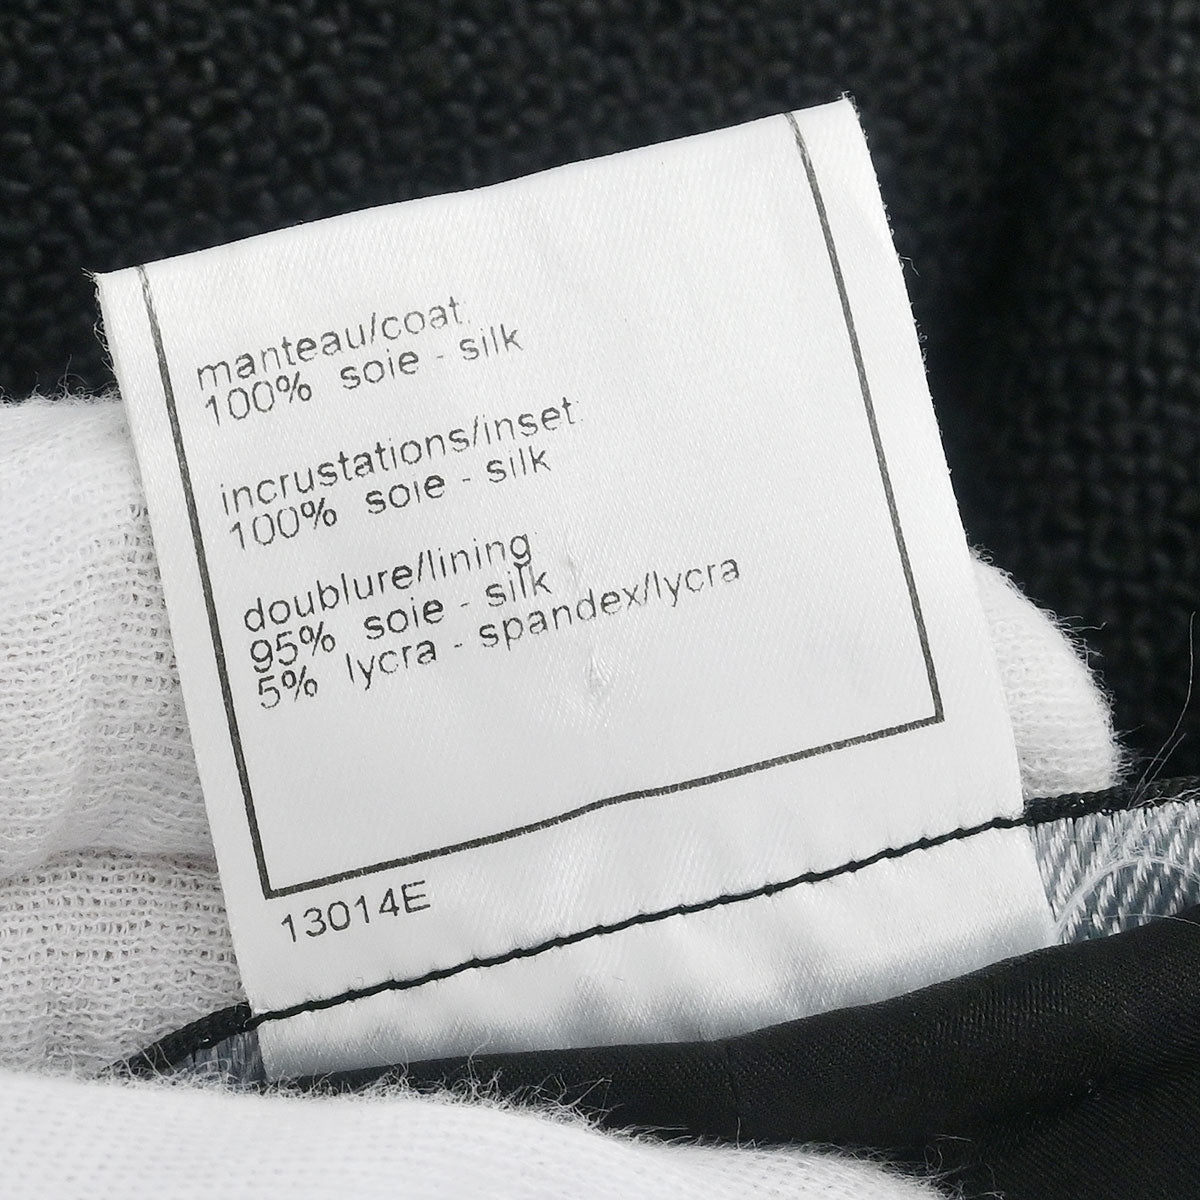 manteau/coat:
100% soie - silk
incrustations/inset:
100% soie - silk
doublure/lining
95% soie - silk
5% lycra - spandex/lycra
13014E